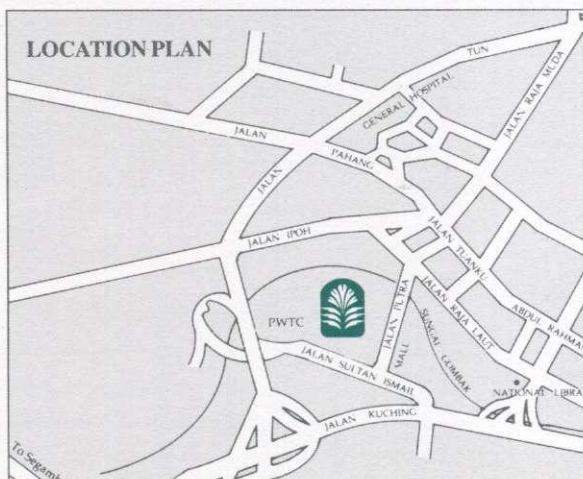 LOCATION PLAN
TUN
GENERAL HOSPITAL
JALAN RAJA MUDA
JALAN
PAHANG
JALAN
JALAN IPOH
JALAN TUANKU
ABDUL RAHMA
JALAN PUTRA
JALAN RAJA LAUT
PWTC
MALL
SUNGAI GOMBAK
JALAN SULTAN ISMAIL
NATIONAL LIBRA
JALAN KUCHING
To Segamb